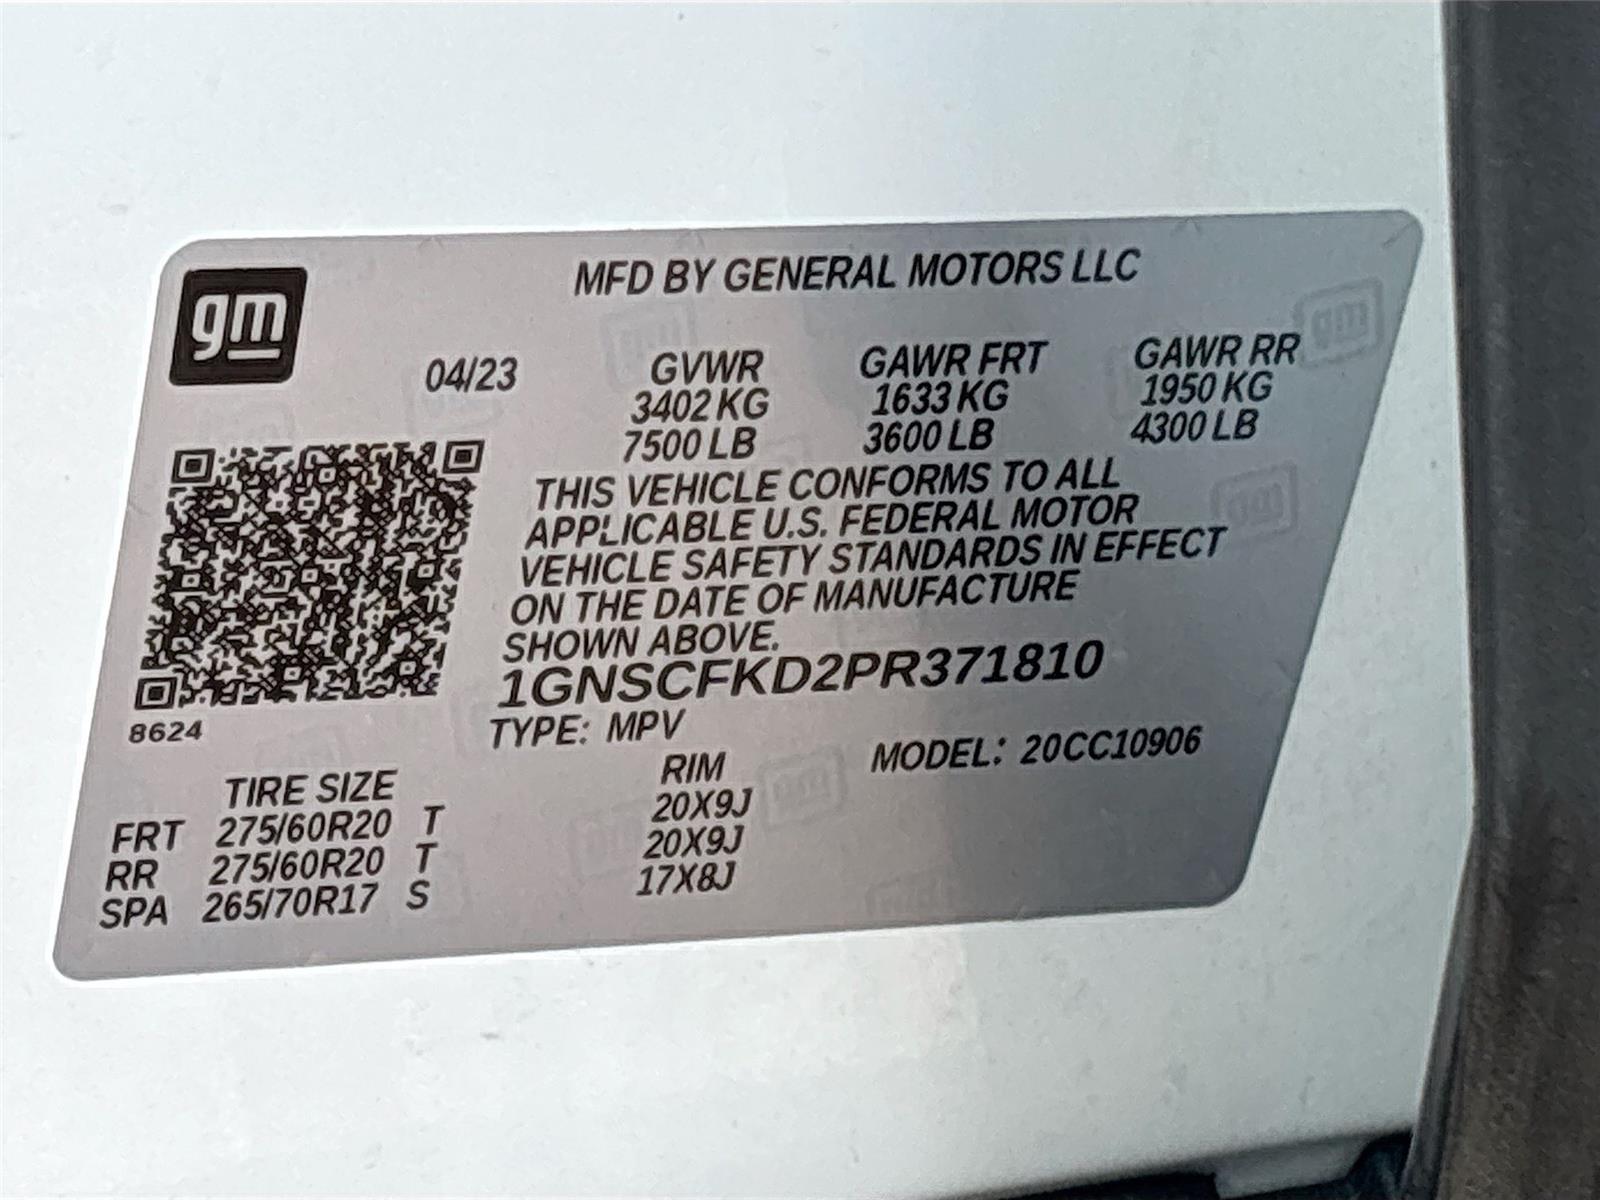 gm
MFD BY GENERAL MOTORS LLC
04/23 GVWR GAWR FRT GAWR RR
3402 KG 1633 KG 1950 KG
7500 LB 3600 LB 4300 LB
THIS VEHICLE CONFORMS TO ALL
APPLICABLE U.S. FEDERAL MOTOR
VEHICLE SAFETY STANDARDS IN EFFECT
ON THE DATE OF MANUFACTURE
SHOWN ABOVE.
1GNSCFKD2PR371810
8624
TYPE: MPV MODEL: 20CC10906
TIRE SIZE RIM
FRT 275/60R20 T 20X9J
RR 275/60R20 T 20X9J
SPA 265/70R17 S 17X8J